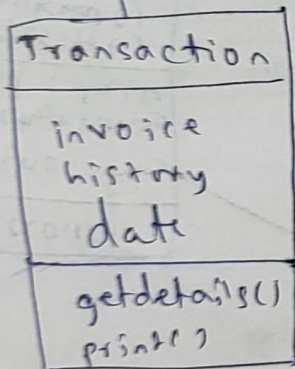 Transaction
invoice
history
date
getdetails()
print()